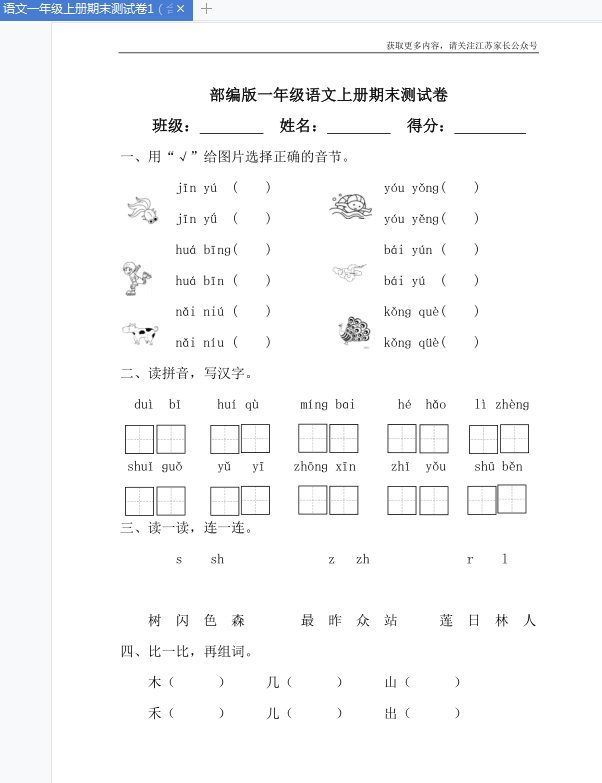 语文一年级上册期末测试卷1（含
获取更多内容，请关注江苏家长公众号
部编版一年级语文上册期末测试卷
班级：________ 姓名：________ 得分：_________
一、用“√”给图片选择正确的音节。
jīn yú （ ） yóu yǒng( )
jīn yǘ （ ） yóu yěng( )
huá bīng( ) bái yún （ ）
huá bīn （ ） bái yú （ ）
nǎi niú （ ） kǒng què( )
nǎi níu （ ） kǒng qüè( )
二、读拼音，写汉字。
duì bǐ huí qù míng bai hé hǎo lì zhèng
shuǐ guǒ yǔ yī zhōng xīn zhǐ yǒu shū běn
三、读一读，连一连。
s sh z zh r l
树 闪 色 森 最 昨 众 站 莲 日 林 人
四、比一比，再组词。
木（ ） 几（ ） 山（ ）
禾（ ） 儿（ ） 出（ ）